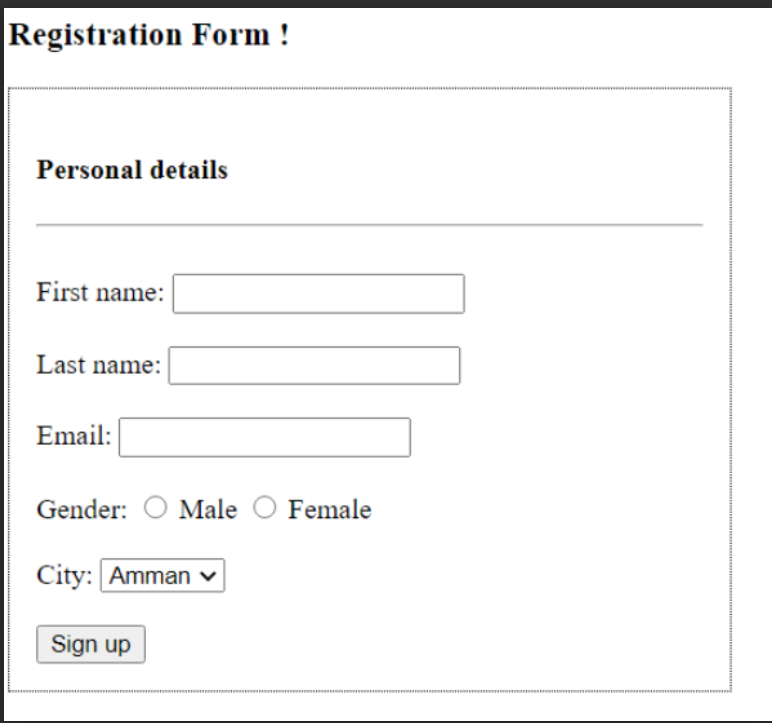 Registration Form !
Personal details
First name:
Last name:
Email:
Gender: Male Female
City: Amman
Sign up